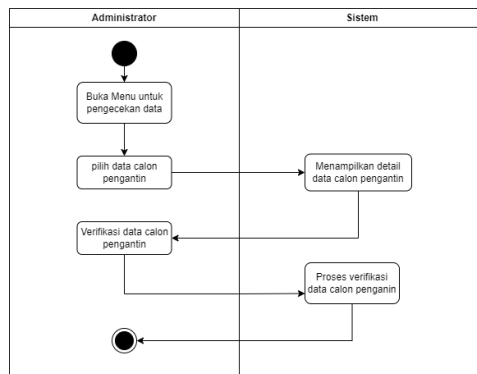 Administrator
Sistem
Buka Menu untuk
pengecekan data
pilih data calon
pengantin
Menampilkan detail
data calon pengantin
Verifikasi data calon
pengantin
Proses verifikasi
data calon penganin